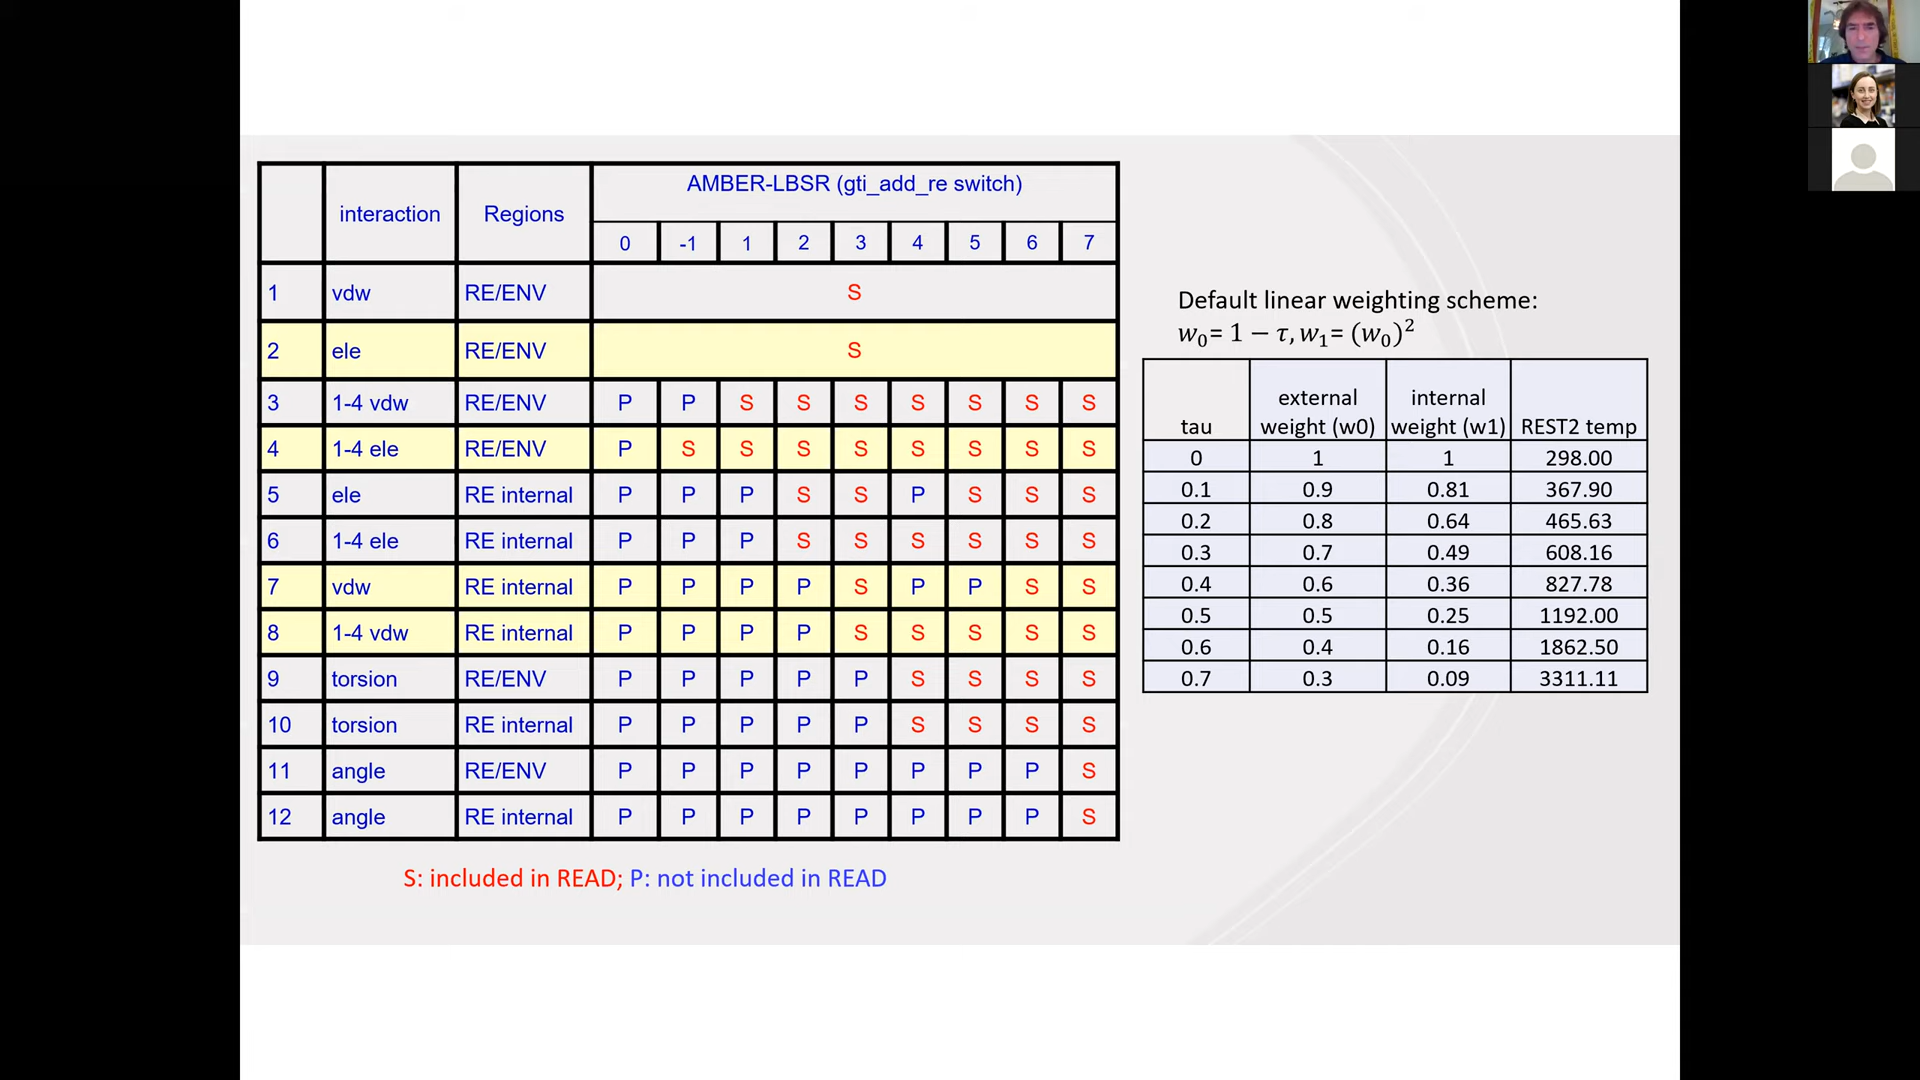 AMBER-LBSR (gti_add_re switch)
interaction Regions
0 -1 1 2 3 4 5 6 7
1 vdw RE/ENV S
2 ele RE/ENV S
3 1-4 vdw RE/ENV P P S S S S S S S
4 1-4 ele RE/ENV P S S S S S S S S
5 ele RE internal P P P S S P S S S
6 1-4 ele RE internal P P P S S S S S S
7 vdw RE internal P P P P S P P S S
8 1-4 vdw RE internal P P P P S S S S S
9 torsion RE/ENV P P P P P S S S S
10 torsion RE internal P P P P P S S S S
11 angle RE/ENV P P P P P P P P S
12 angle RE internal P P P P P P P P S
S: included in READ; P: not included in READ
Default linear weighting scheme:
w₀= 1 − τ, w₁= (w₀)²
external internal
tau weight (w0) weight (w1) REST2 temp
0 1 1 298.00
0.1 0.9 0.81 367.90
0.2 0.8 0.64 465.63
0.3 0.7 0.49 608.16
0.4 0.6 0.36 827.78
0.5 0.5 0.25 1192.00
0.6 0.4 0.16 1862.50
0.7 0.3 0.09 3311.11